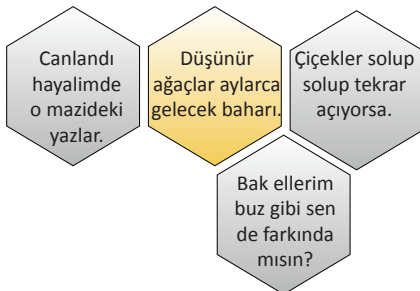 Canlandı
hayalimde
o mazideki
yazlar.
Düşünür
ağaçlar aylarca
gelecek baharı.
Çiçekler solup
solup tekrar
açıyorsa.
Bak ellerim
buz gibi sen
de farkında
mısın?